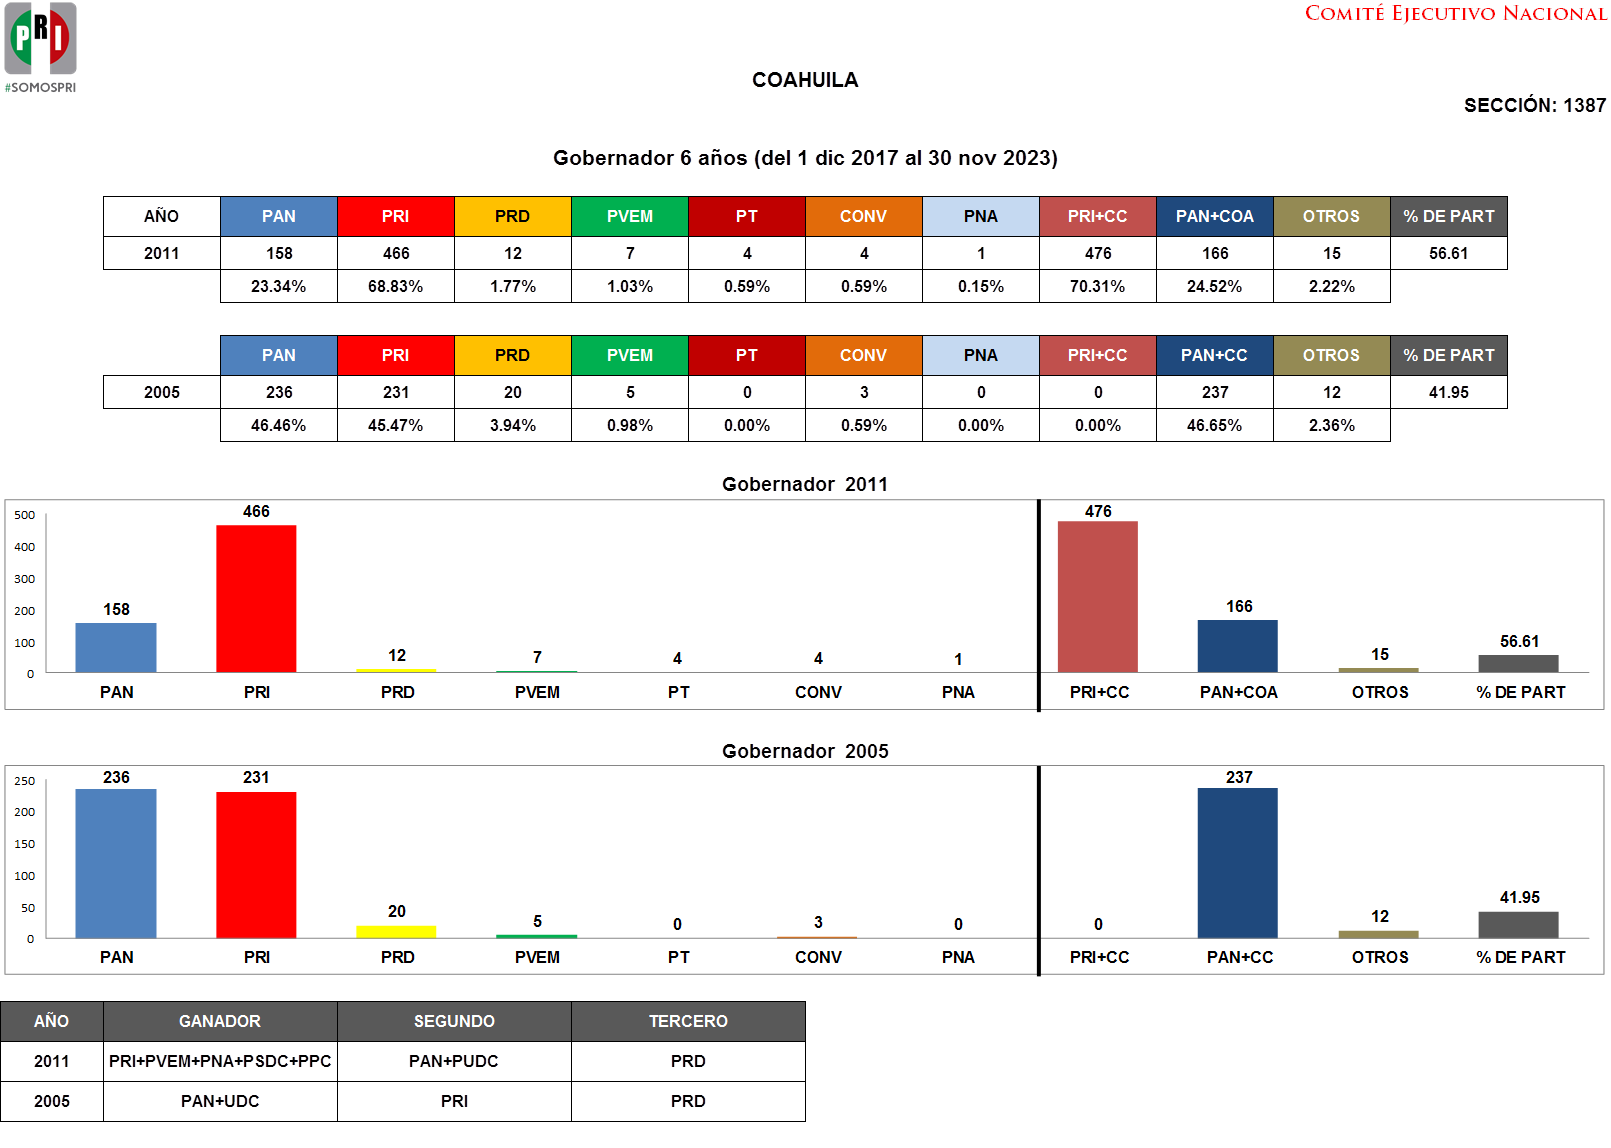 PRI
#SOMOSPRI
COMITÉ EJECUTIVO NACIONAL
COAHUILA
SECCIÓN: 1387
Gobernador 6 años (del 1 dic 2017 al 30 nov 2023)
AÑO PAN PRI PRD PVEM PT CONV PNA PRI+CC PAN+COA OTROS % DE PART
2011 158 466 12 7 4 4 1 476 166 15 56.61
23.34% 68.83% 1.77% 1.03% 0.59% 0.59% 0.15% 70.31% 24.52% 2.22%
PAN PRI PRD PVEM PT CONV PNA PRI+CC PAN+CC OTROS % DE PART
2005 236 231 20 5 0 3 0 0 237 12 41.95
46.46% 45.47% 3.94% 0.98% 0.00% 0.59% 0.00% 0.00% 46.65% 2.36%
Gobernador 2011
500
400
300
200
100
0
158 466 12 7 4 4 1 476 166 15 56.61
PAN PRI PRD PVEM PT CONV PNA PRI+CC PAN+COA OTROS % DE PART
Gobernador 2005
250
200
150
100
50
0
236 231 20 5 0 3 0 0 237 12 41.95
PAN PRI PRD PVEM PT CONV PNA PRI+CC PAN+CC OTROS % DE PART
AÑO GANADOR SEGUNDO TERCERO
2011 PRI+PVEM+PNA+PSDC+PPC PAN+PUDC PRD
2005 PAN+UDC PRI PRD